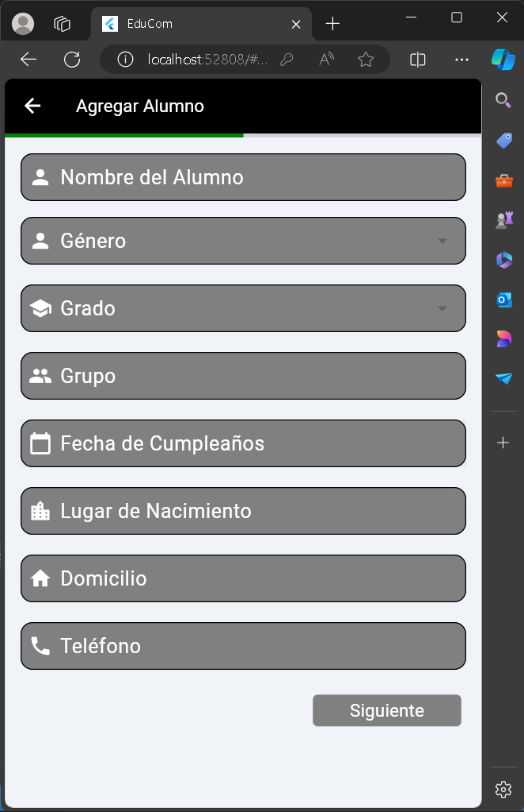 EduCom
localhost:52808/#...
Agregar Alumno
Nombre del Alumno
Género
Grado
Grupo
Fecha de Cumpleaños
Lugar de Nacimiento
Domicilio
Teléfono
Siguiente